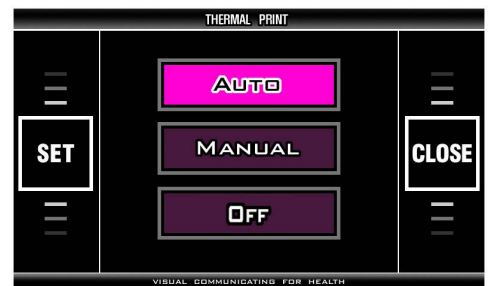 THERMAL PRINT
AUTO
SET
MANUAL
CLOSE
OFF
VISUAL COMMUNICATING FOR HEALTH